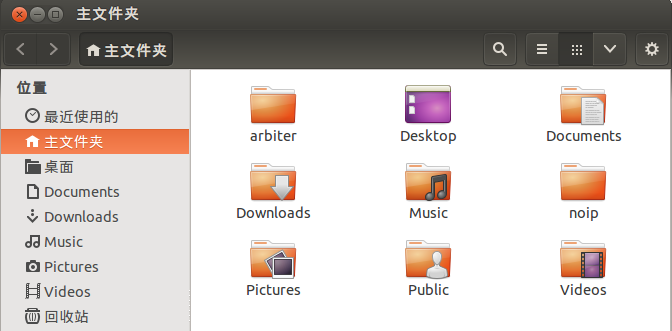 主文件夹
主文件夹
位置
最近使用的
主文件夹
桌面
Documents
Downloads
Music
Pictures
Videos
回收站
arbiter
Desktop
Documents
Downloads
Music
noip
Pictures
Public
Videos